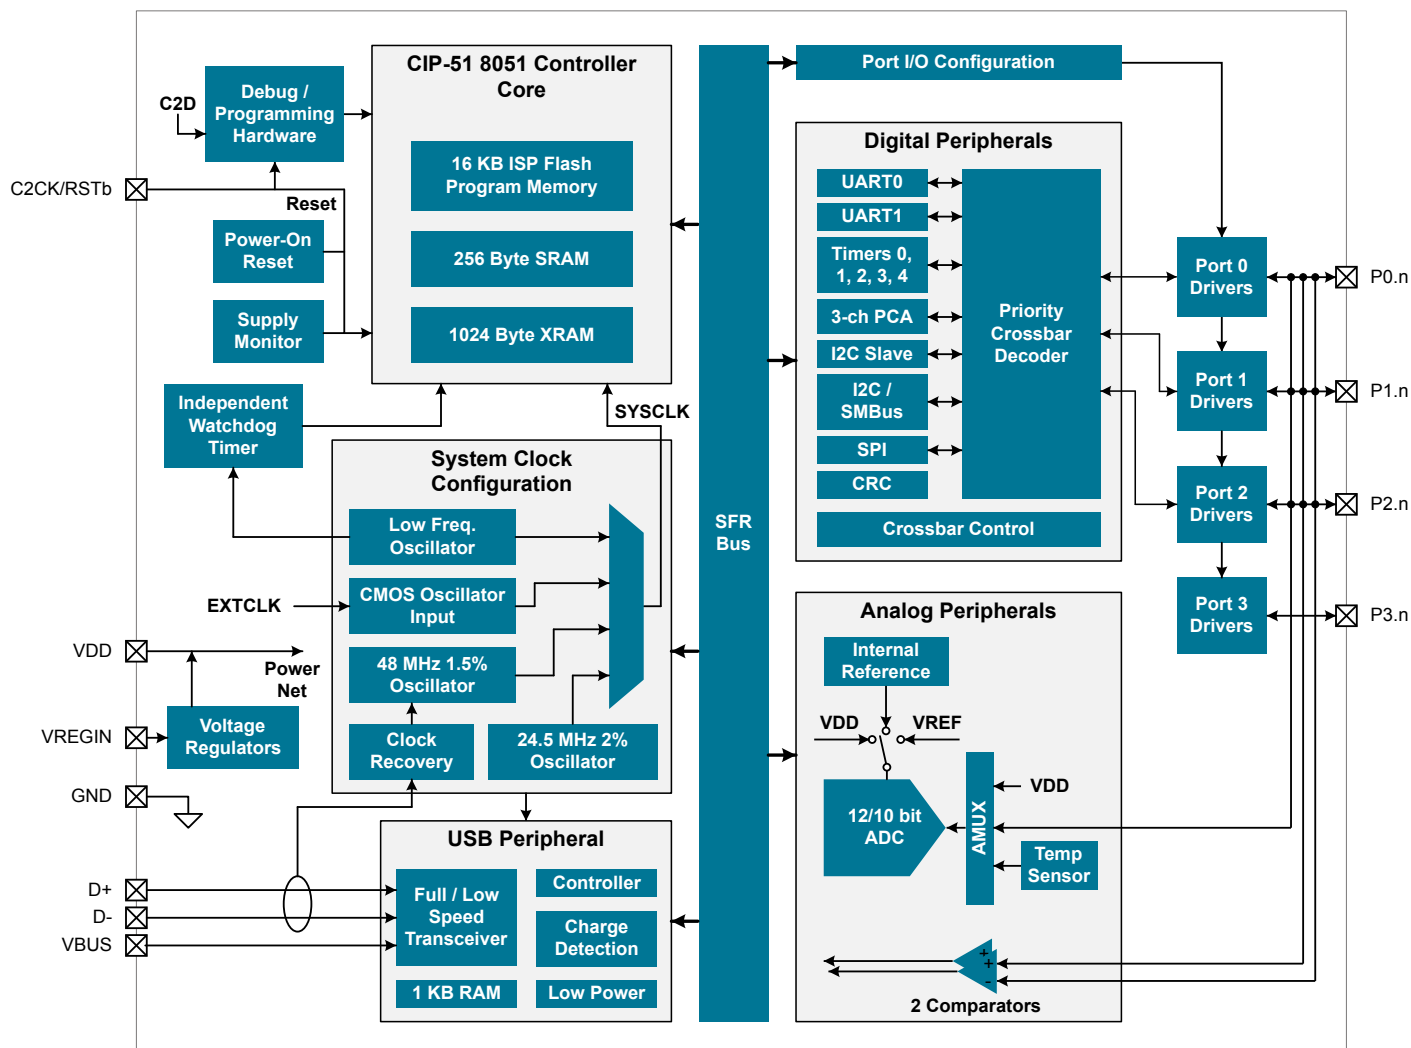 CIP-51 8051 Controller
Core
16 KB ISP Flash
Program Memory
256 Byte SRAM
1024 Byte XRAM
Debug /
Programming
Hardware
C2D
C2CK/RSTb
Reset
Power-On
Reset
Supply
Monitor
Independent
Watchdog
Timer
SYSCLK
System Clock
Configuration
Low Freq.
Oscillator
CMOS Oscillator
Input
EXTCLK
48 MHz 1.5%
Oscillator
Clock
Recovery
24.5 MHz 2%
Oscillator
VDD
Power
Net
VREGIN
Voltage
Regulators
GND
USB Peripheral
Full / Low
Speed
Transceiver
Controller
Charge
Detection
1 KB RAM
Low Power
D+
D-
VBUS
SFR
Bus
Port I/O Configuration
Digital Peripherals
UART0
UART1
Timers 0,
1, 2, 3, 4
3-ch PCA
I2C Slave
I2C /
SMBus
SPI
CRC
Priority
Crossbar
Decoder
Crossbar Control
Port 0
Drivers
Port 1
Drivers
Port 2
Drivers
Port 3
Drivers
P0.n
P1.n
P2.n
P3.n
Analog Peripherals
Internal
Reference
VDD
VREF
12/10 bit
ADC
AMUX
VDD
Temp
Sensor
+
+
-
2 Comparators